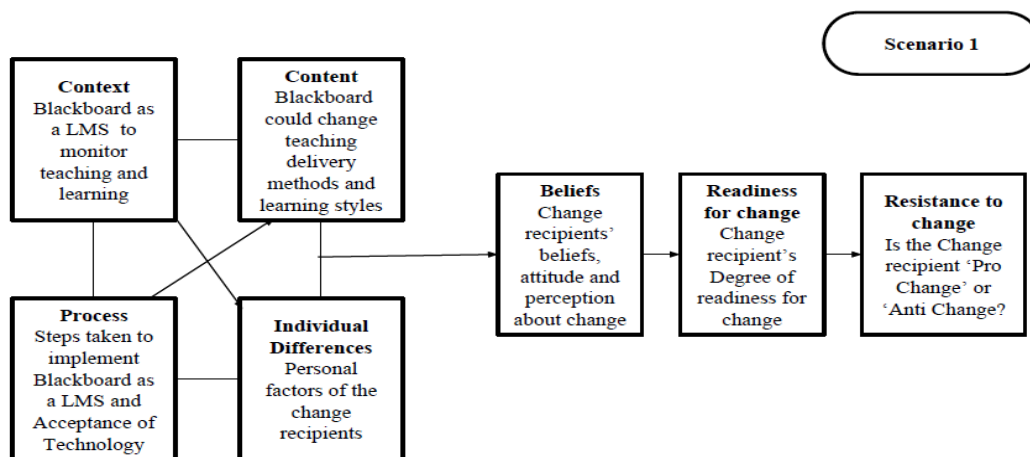 Scenario 1
Context
Blackboard as
a LMS to
monitor
teaching and
learning
Content
Blackboard
could change
teaching
delivery
methods and
learning styles
Process
Steps taken to
implement
Blackboard as
a LMS and
Acceptance of
Technology
Individual
Differences
Personal
factors of the
change
recipients
Beliefs
Change
recipients’
beliefs,
attitude and
perception
about change
Readiness
for change
Change
recipient’s
Degree of
readiness for
change
Resistance to
change
Is the Change
recipient ‘Pro
Change’ or
‘Anti Change?